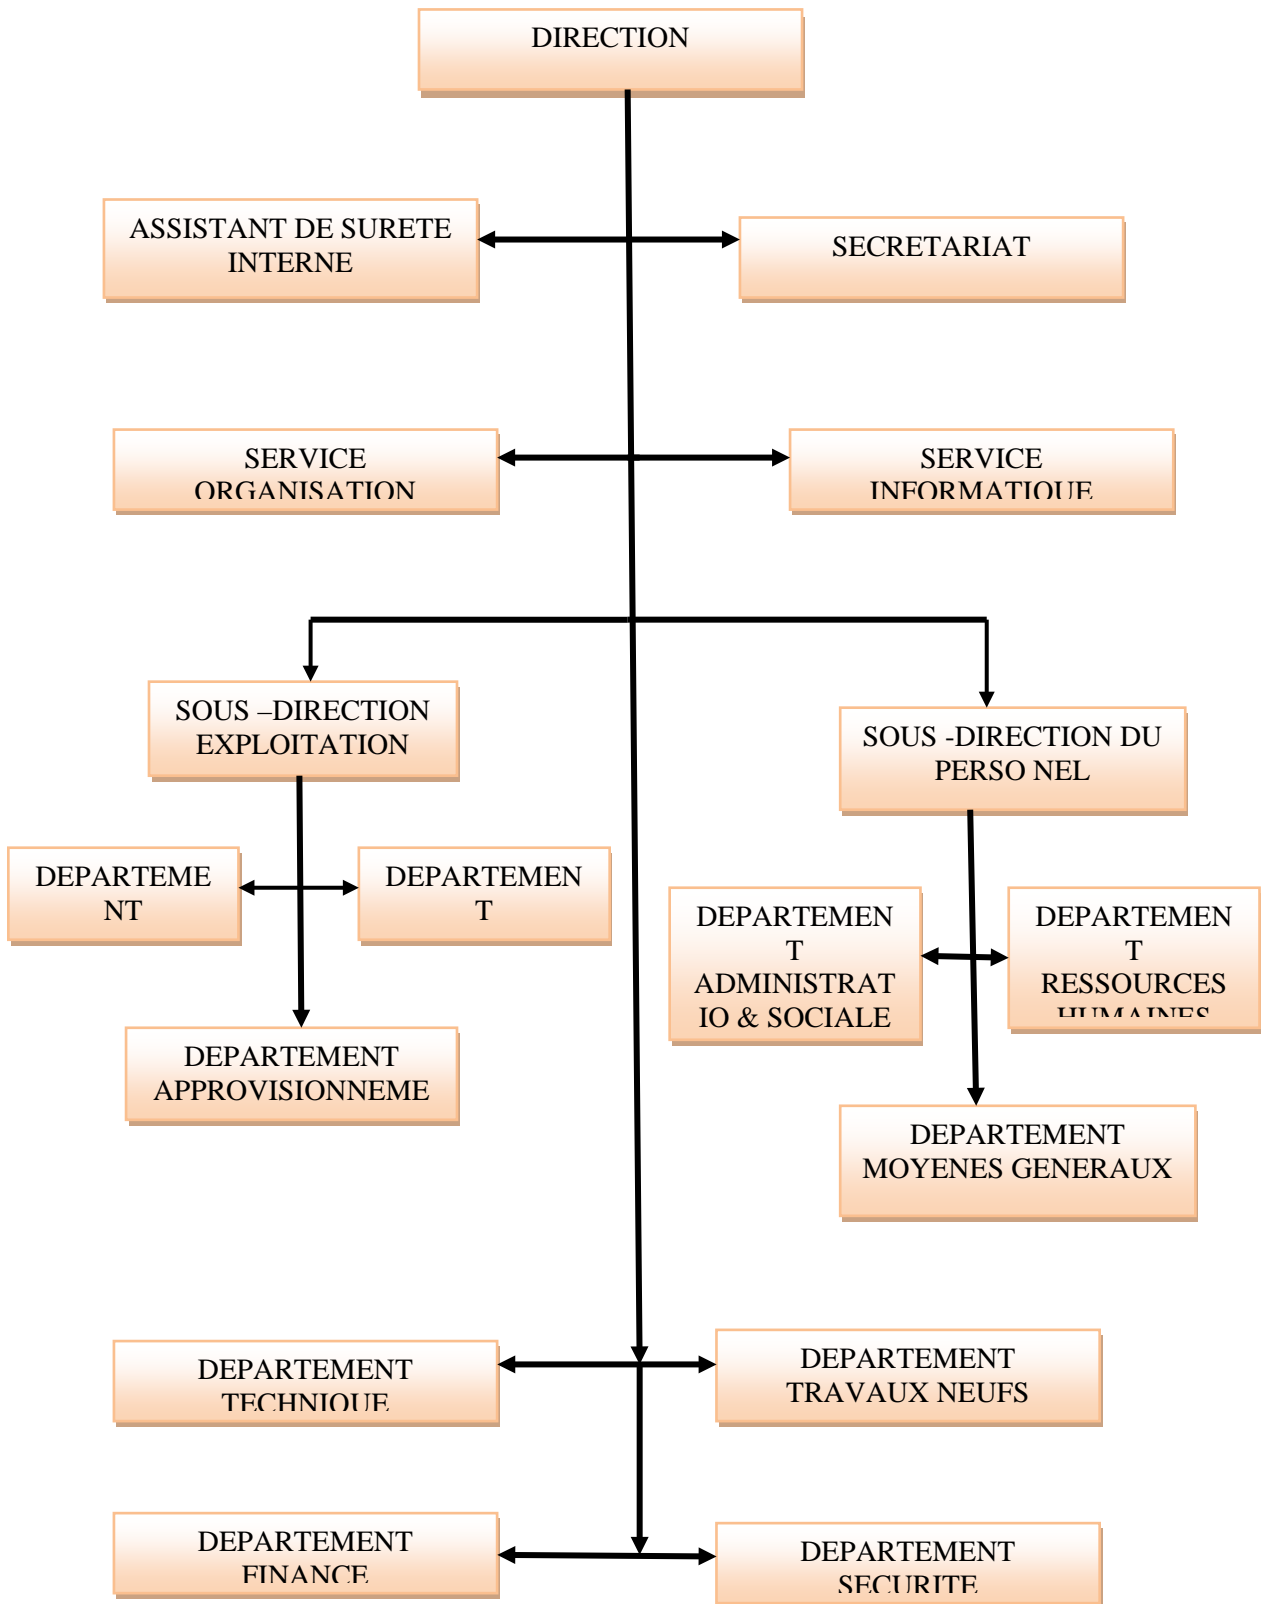 DIRECTION
ASSISTANT DE SURETE
INTERNE
SECRETARIAT
SERVICE
ORGANISATION
SERVICE
INFORMATIQUE
SOUS –DIRECTION
EXPLOITATION
SOUS -DIRECTION DU
PERSO NEL
DEPARTEME
NT
DEPARTEMEN
T
DEPARTEMEN
T
ADMINISTRAT
IO & SOCIALE
DEPARTEMEN
T
RESSOURCES
HUMAINES
DEPARTEMENT
APPROVISIONNEME
DEPARTEMENT
MOYENES GENERAUX
DEPARTEMENT
TECHNIQUE
DEPARTEMENT
TRAVAUX NEUFS
DEPARTEMENT
FINANCE
DEPARTEMENT
SECURITE